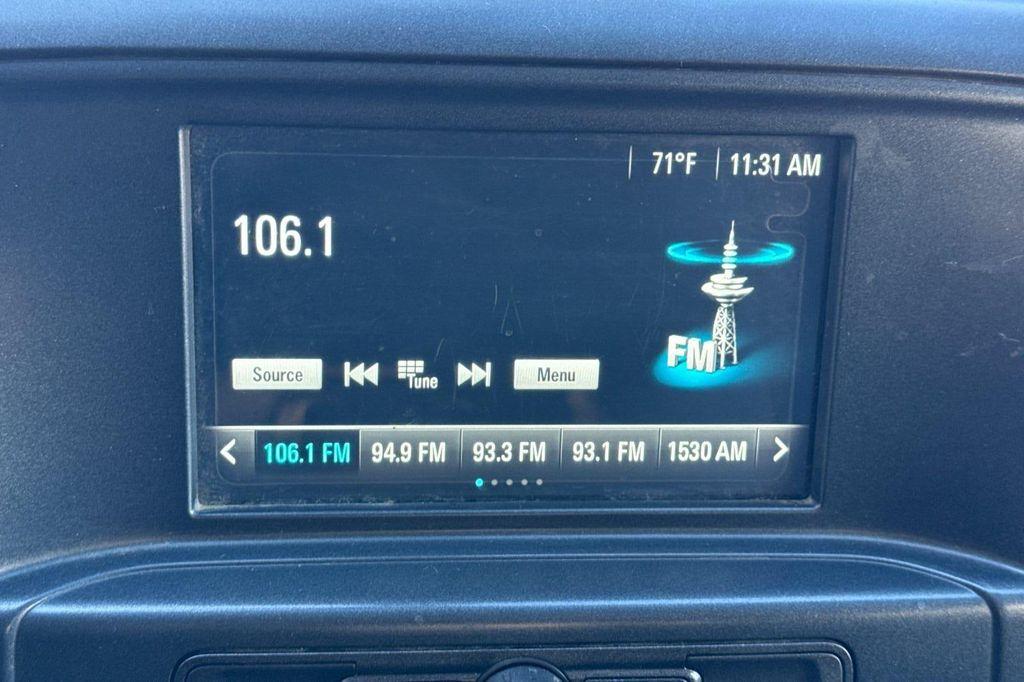 71°F 11:31 AM
106.1
FM
Source Tune Menu
106.1 FM 94.9 FM 93.3 FM 93.1 FM 1530 AM